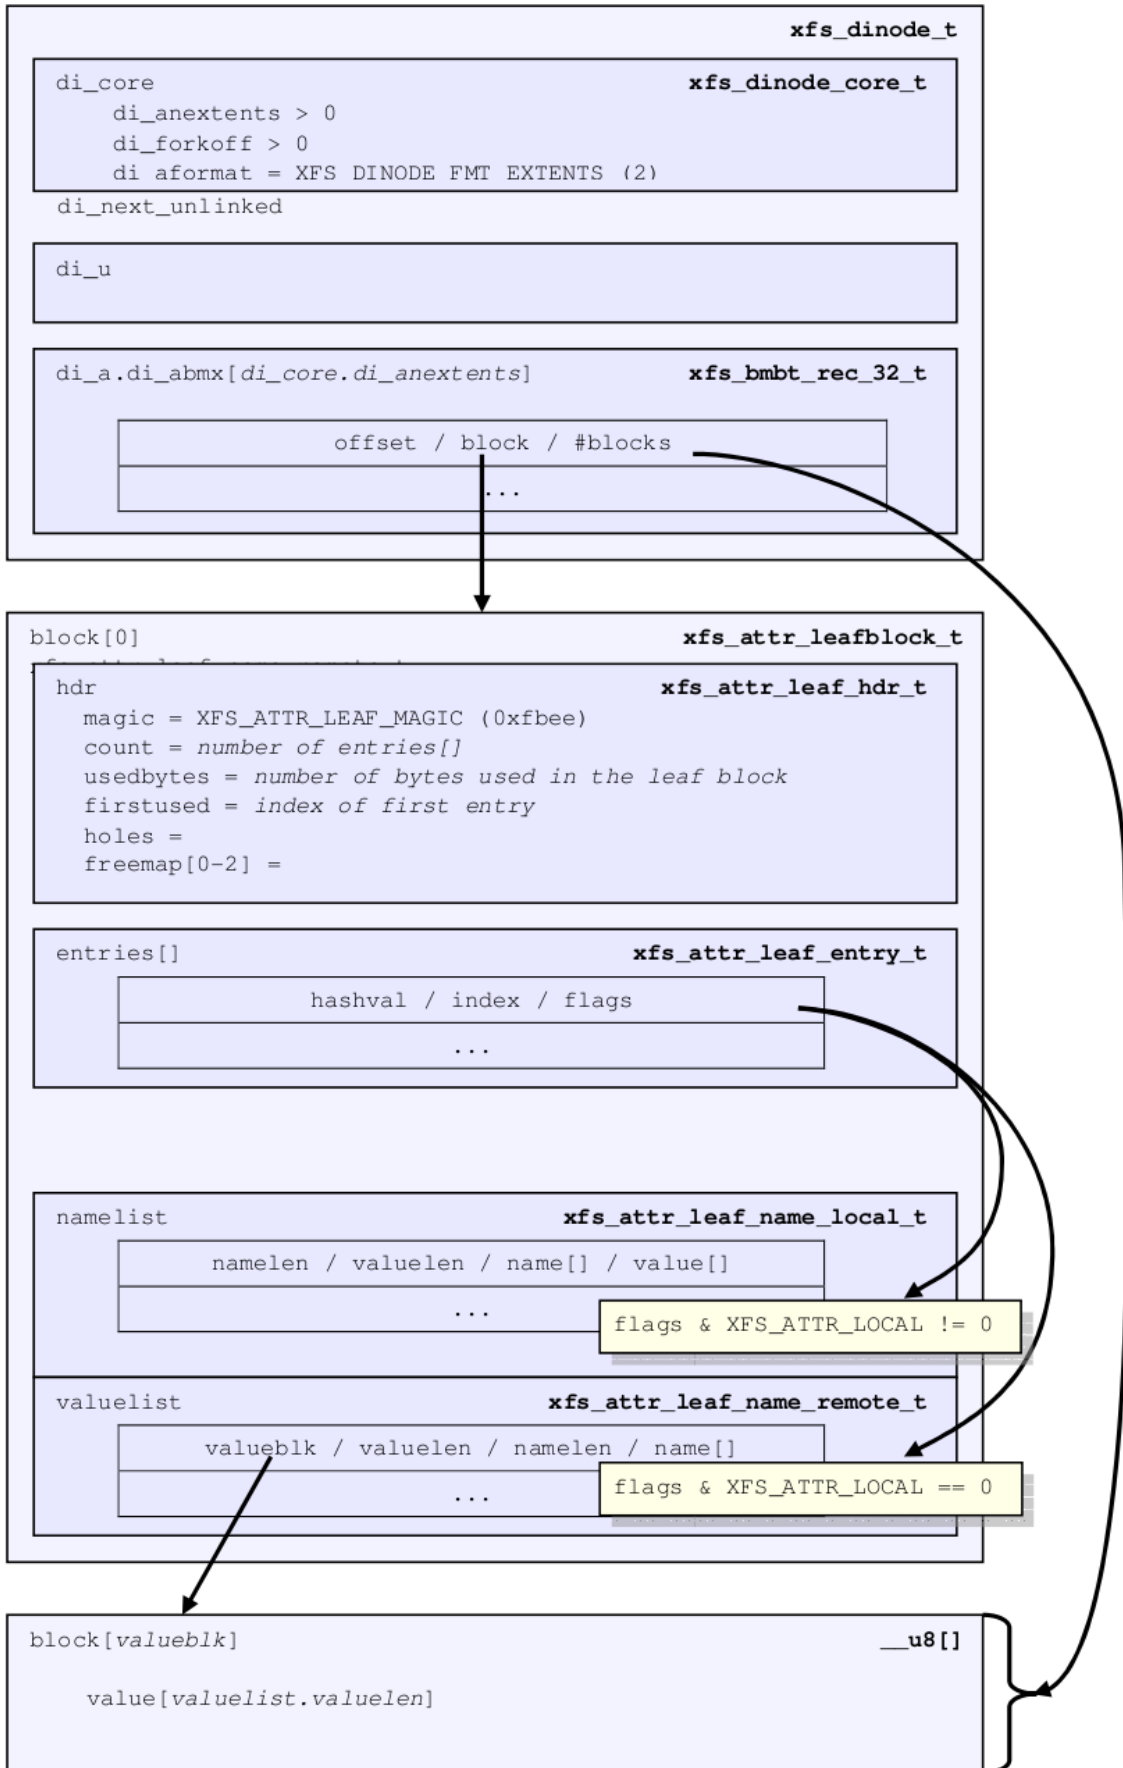 xfs_dinode_t
di_core xfs_dinode_core_t
di_anextents > 0
di_forkoff > 0
di_aformat = XFS_DINODE_FMT_EXTENTS (2)
di_next_unlinked
di_u
di_a.di_abmx[di_core.di_anextents] xfs_bmbt_rec_32_t
offset / block / #blocks
...
block[0] xfs_attr_leafblock_t
hdr xfs_attr_leaf_hdr_t
magic = XFS_ATTR_LEAF_MAGIC (0xfbee)
count = number of entries[]
usedbytes = number of bytes used in the leaf block
firstused = index of first entry
holes =
freemap[0-2] =
entries[] xfs_attr_leaf_entry_t
hashval / index / flags
...
namelist xfs_attr_leaf_name_local_t
namelen / valuelen / name[] / value[]
...
flags & XFS_ATTR_LOCAL != 0
valuelist xfs_attr_leaf_name_remote_t
valueblk / valuelen / namelen / name[]
...
flags & XFS_ATTR_LOCAL == 0
block[valueblk] __u8[]
value[valuelist.valuelen]